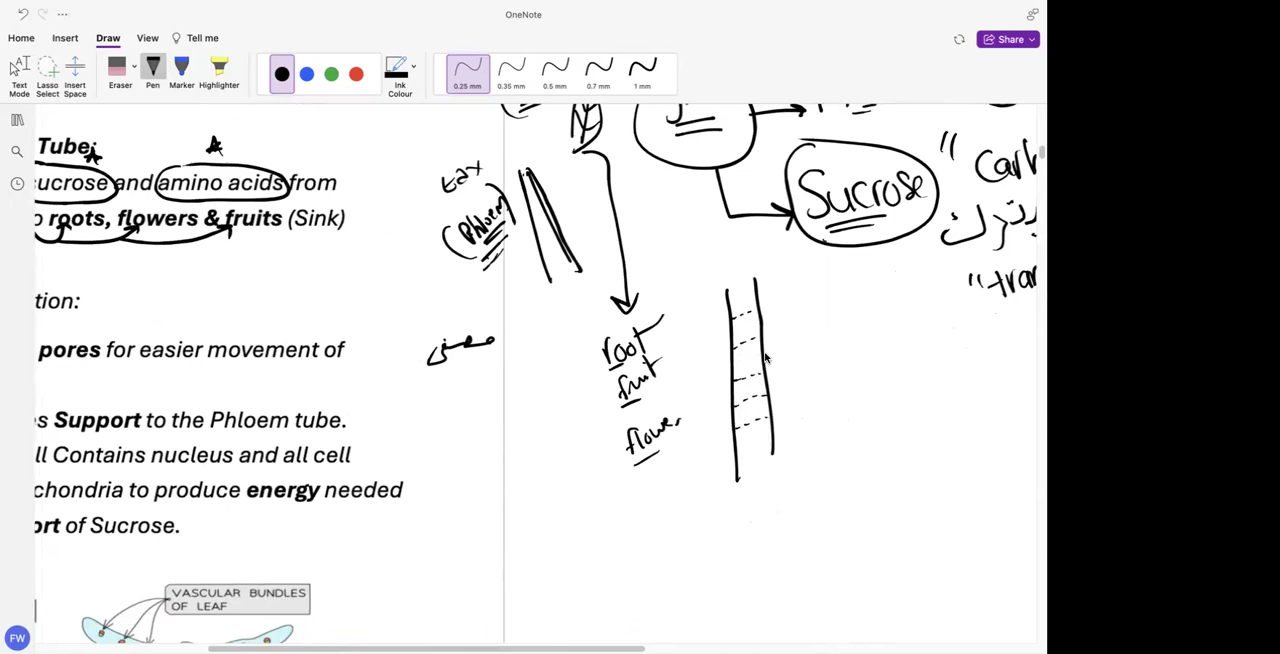 OneNote
Home Insert Draw View Tell me
Share
Text Mode
Lasso Select
Insert Space
Eraser
Pen
Marker
Highlighter
Ink Colour
0.25 mm
0.35 mm
0.5 mm
0.7 mm
1 mm
Tube:
sucrose and amino acids from
roots, flowers & fruits (Sink)
tion:
pores for easier movement of
s Support to the Phloem tube.
ll Contains nucleus and all cell
chondria to produce energy needed
ort of Sucrose.
VASCULAR BUNDLES
OF LEAF
(Phloem)
Sucrose
" Carb
"tran
root
fruit
flower
FW